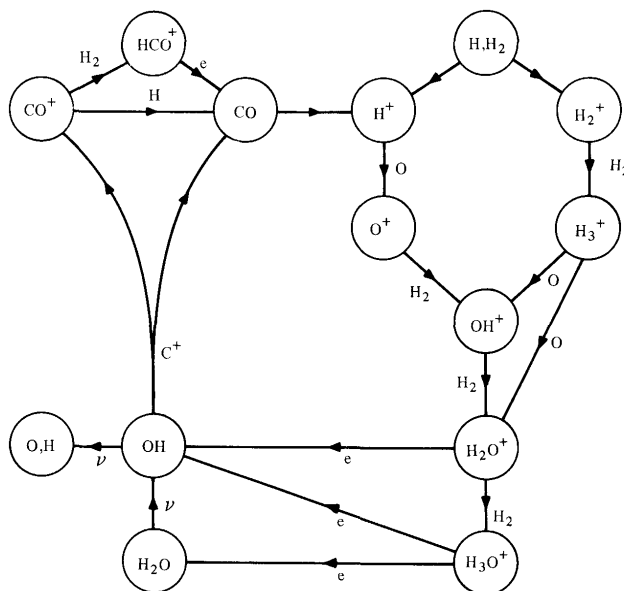 HCO⁺
H,H₂
H₂
e
CO⁺
H
CO
H⁺
H₂⁺
O
H₂
O⁺
H₃⁺
H₂
O
OH⁺
O
C⁺
H₂
O,H
ν
OH
e
H₂O⁺
ν
e
H₂
H₂O
e
H₃O⁺